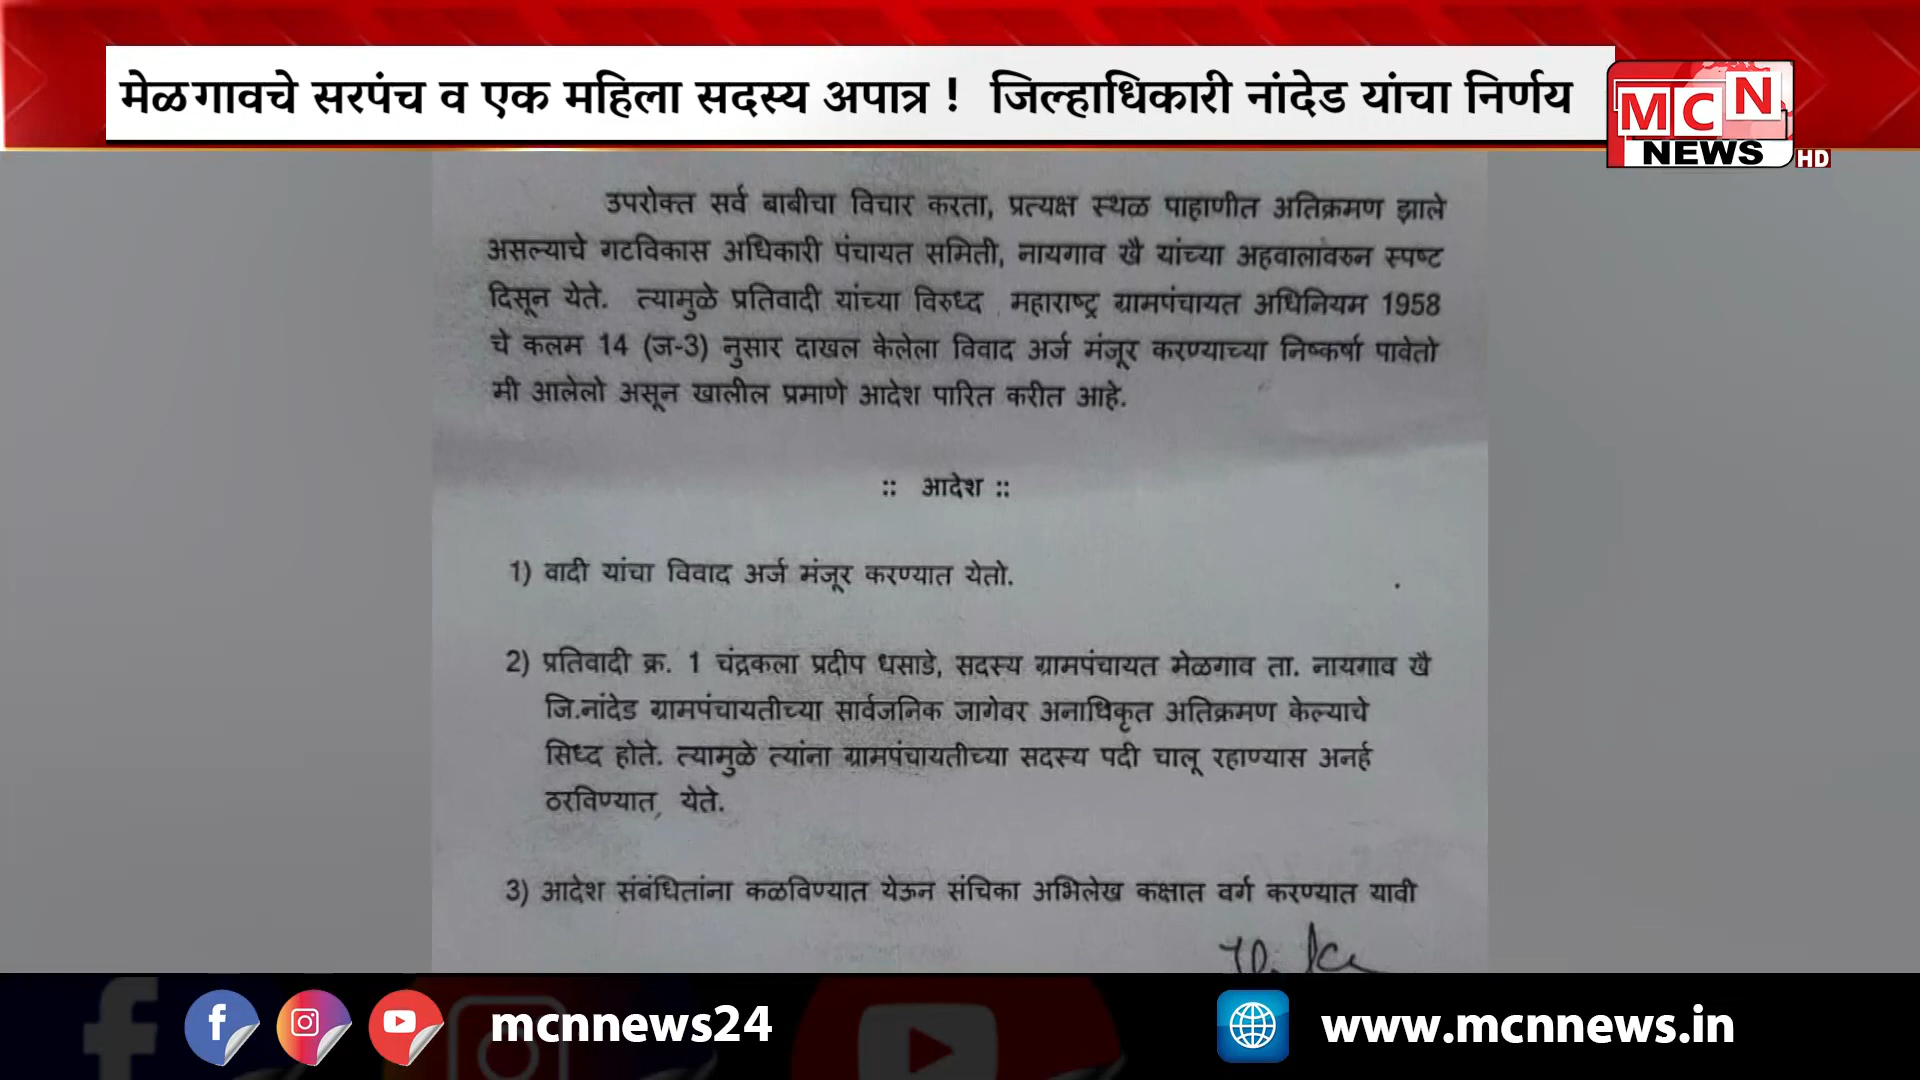 मेळगावचे सरपंच व एक महिला सदस्य अपात्र ! जिल्हाधिकारी नांदेड यांचा निर्णय
MCN
NEWS HD
उपरोक्त सर्व बाबीचा विचार करता, प्रत्यक्ष स्थळ पाहाणीत अतिक्रमण झाले
असल्याचे गटविकास अधिकारी पंचायत समिती, नायगाव खै यांच्या अहवालावरुन स्पष्ट
दिसून येते. त्यामुळे प्रतिवादी यांच्या विरुध्द महाराष्ट्र ग्रामपंचायत अधिनियम 1958
चे कलम 14 (ज-3) नुसार दाखल केलेला विवाद अर्ज मंजूर करण्याच्या निष्कर्षा पावेतो
मी आलेलो असून खालील प्रमाणे आदेश पारित करीत आहे.
:: आदेश ::
1) वादी यांचा विवाद अर्ज मंजूर करण्यात येतो.
2) प्रतिवादी क्र. 1 चंद्रकला प्रदीप धसाडे, सदस्य ग्रामपंचायत मेळगाव ता. नायगाव खै
जि.नांदेड ग्रामपंचायतीच्या सार्वजनिक जागेवर अनाधिकृत अतिक्रमण केल्याचे
सिध्द होते. त्यामुळे त्यांना ग्रामपंचायतीच्या सदस्य पदी चालू रहाण्यास अनर्ह
ठरविण्यात येते.
3) आदेश संबंधितांना कळविण्यात येऊन संचिका अभिलेख कक्षात वर्ग करण्यात यावी
mcnnews24
www.mcnnews.in